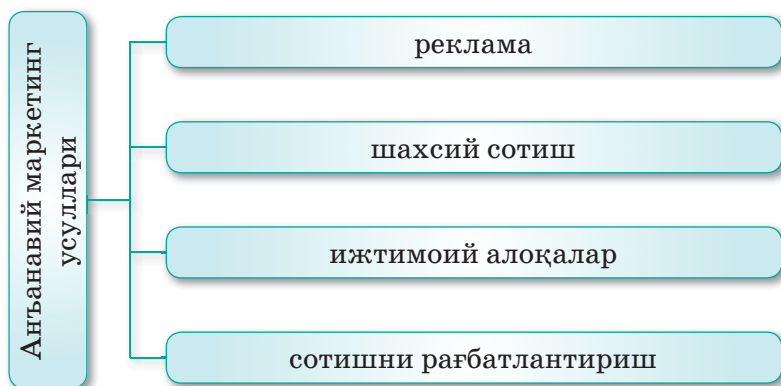 Анъанавий маркетинг
усуллари
реклама
шахсий сотиш
ижтимоий алоқалар
сотишни рағбатлантириш